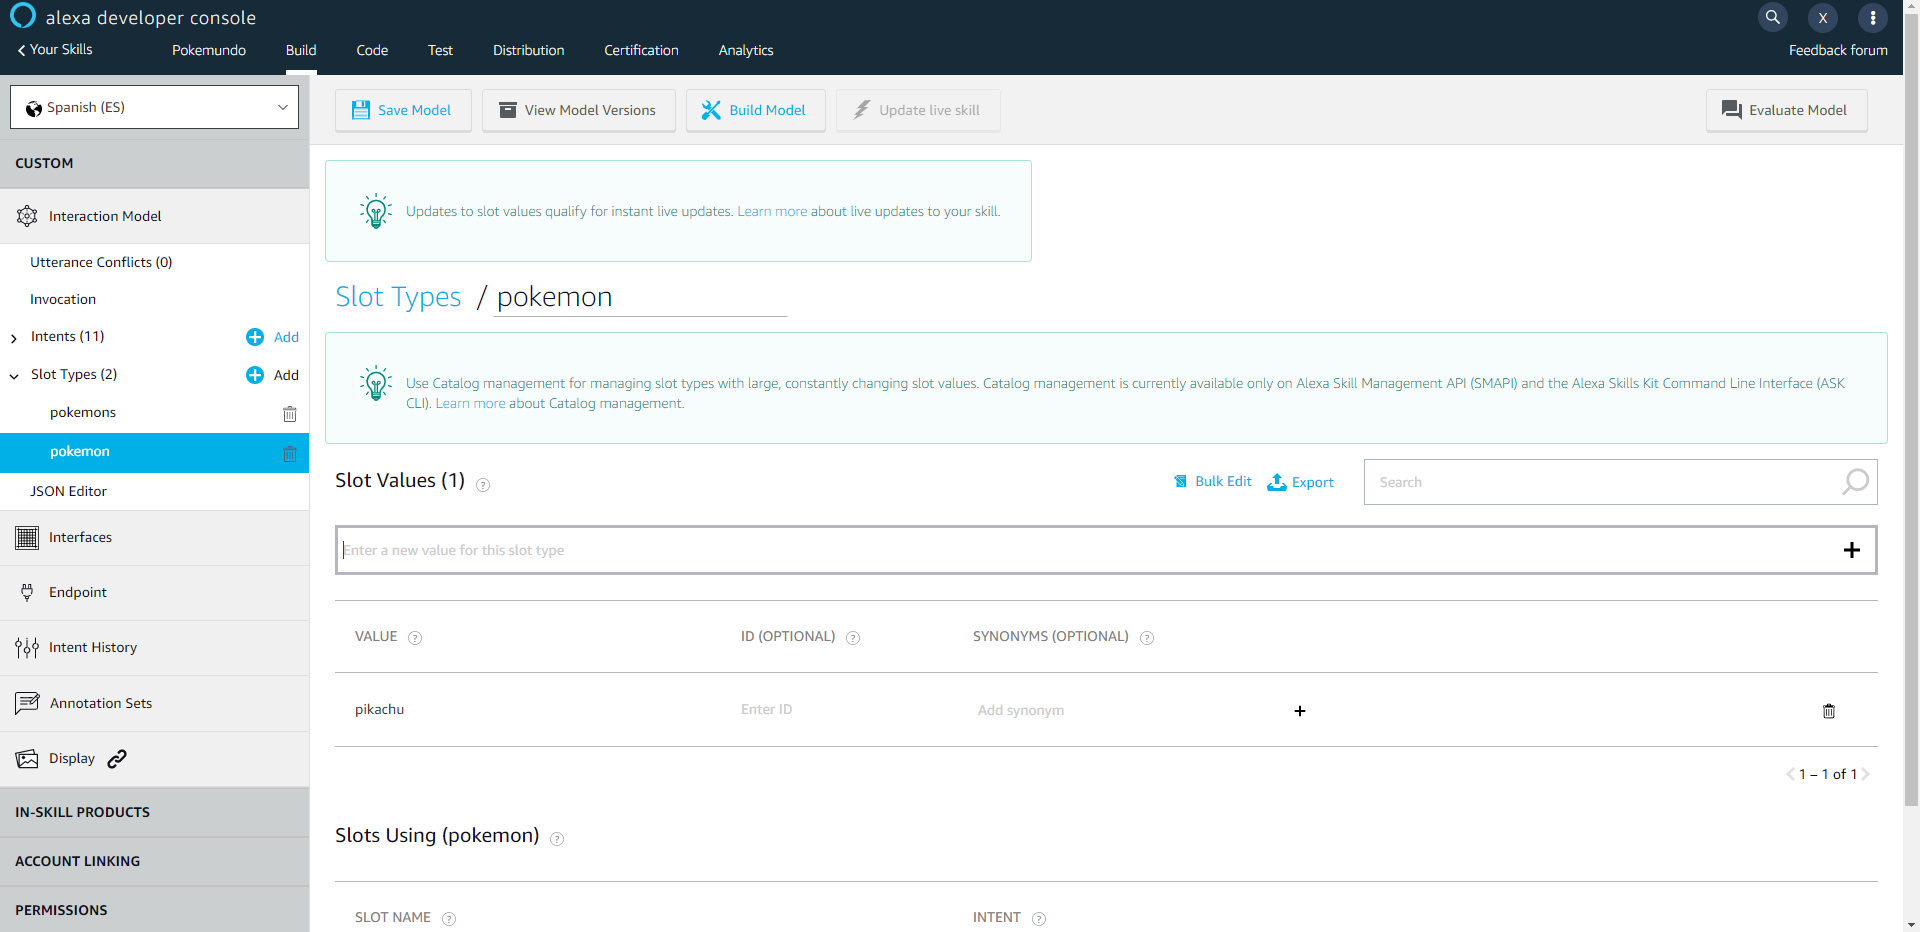 alexa developer console
X
Your Skills
Pokemundo
Build
Code
Test
Distribution
Certification
Analytics
Feedback forum
Spanish (ES)
Save Model
View Model Versions
Build Model
Update live skill
Evaluate Model
CUSTOM
Interaction Model
Utterance Conflicts (0)
Invocation
Intents (11)
Add
Slot Types (2)
Add
pokemons
pokemon
JSON Editor
Interfaces
Endpoint
Intent History
Annotation Sets
Display
IN-SKILL PRODUCTS
ACCOUNT LINKING
PERMISSIONS
Updates to slot values qualify for instant live updates. Learn more about live updates to your skill.
Slot Types / pokemon
Use Catalog management for managing slot types with large, constantly changing slot values. Catalog management is currently available only on Alexa Skill Management API (SMAPI) and the Alexa Skills Kit Command Line Interface (ASK
CLI). Learn more about Catalog management.
Slot Values (1) ?
Bulk Edit
Export
Search
Enter a new value for this slot type
VALUE ?
ID (OPTIONAL) ?
SYNONYMS (OPTIONAL) ?
pikachu
Enter ID
Add synonym
1 – 1 of 1
Slots Using (pokemon) ?
SLOT NAME ?
INTENT ?